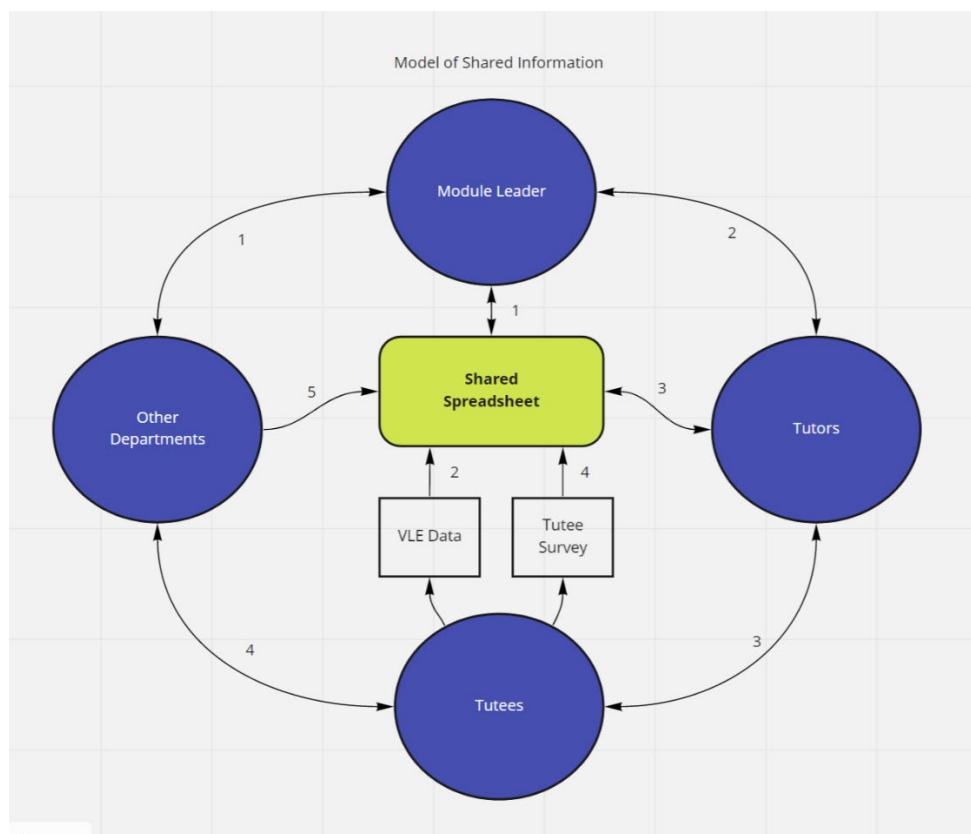 Model of Shared Information
Module Leader
1
2
1
Shared
Spreadsheet
5
3
Other
Departments
Tutors
2
4
VLE Data
Tutee
Survey
4
3
Tutees